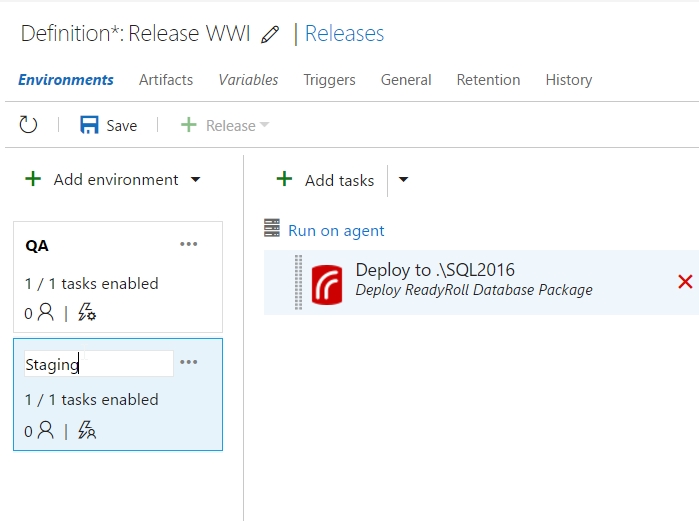 Definition*: Release WWI | Releases
Environments Artifacts Variables Triggers General Retention History
Save + Release
+ Add environment
+ Add tasks
QA ...
1 / 1 tasks enabled
0 |
Staging ...
1 / 1 tasks enabled
0 |
Run on agent
Deploy to .\SQL2016
Deploy ReadyRoll Database Package